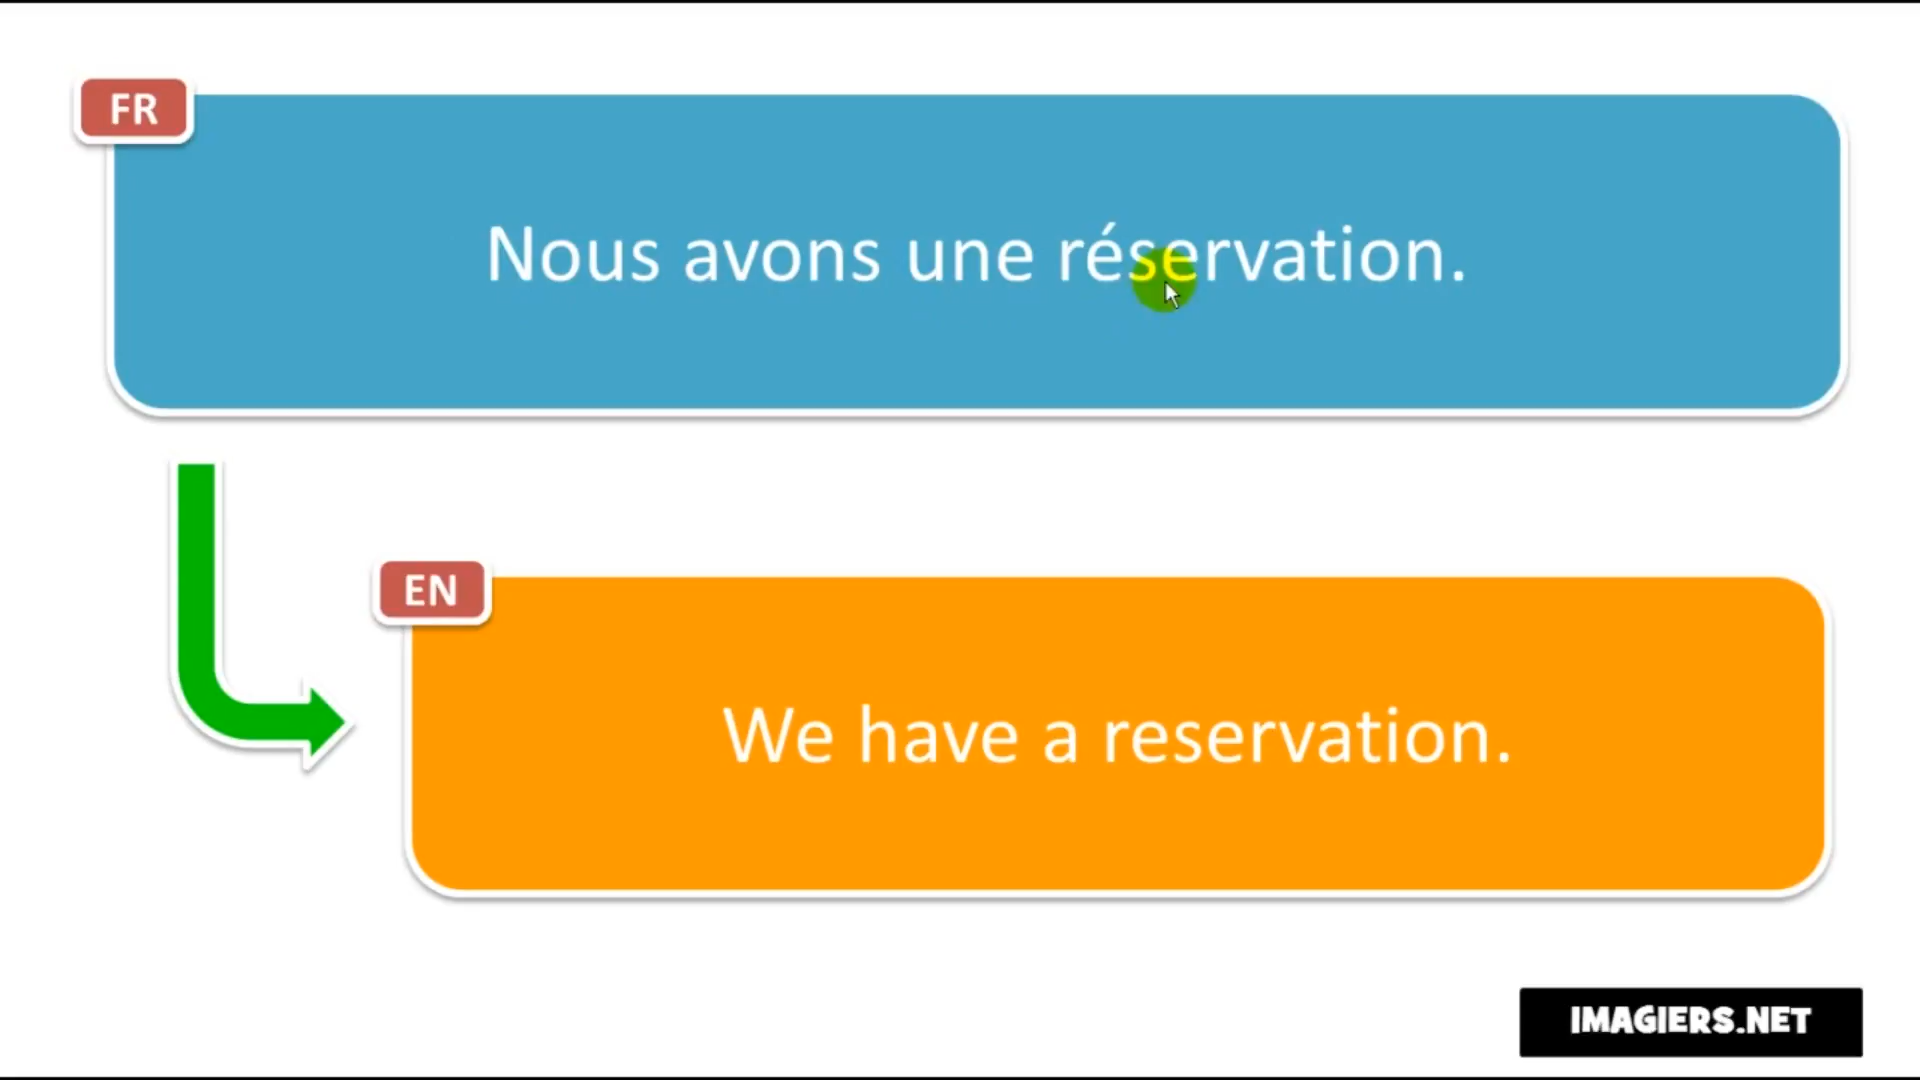 FR
Nous avons une réservation.
EN
We have a reservation.
IMAGIERS.NET